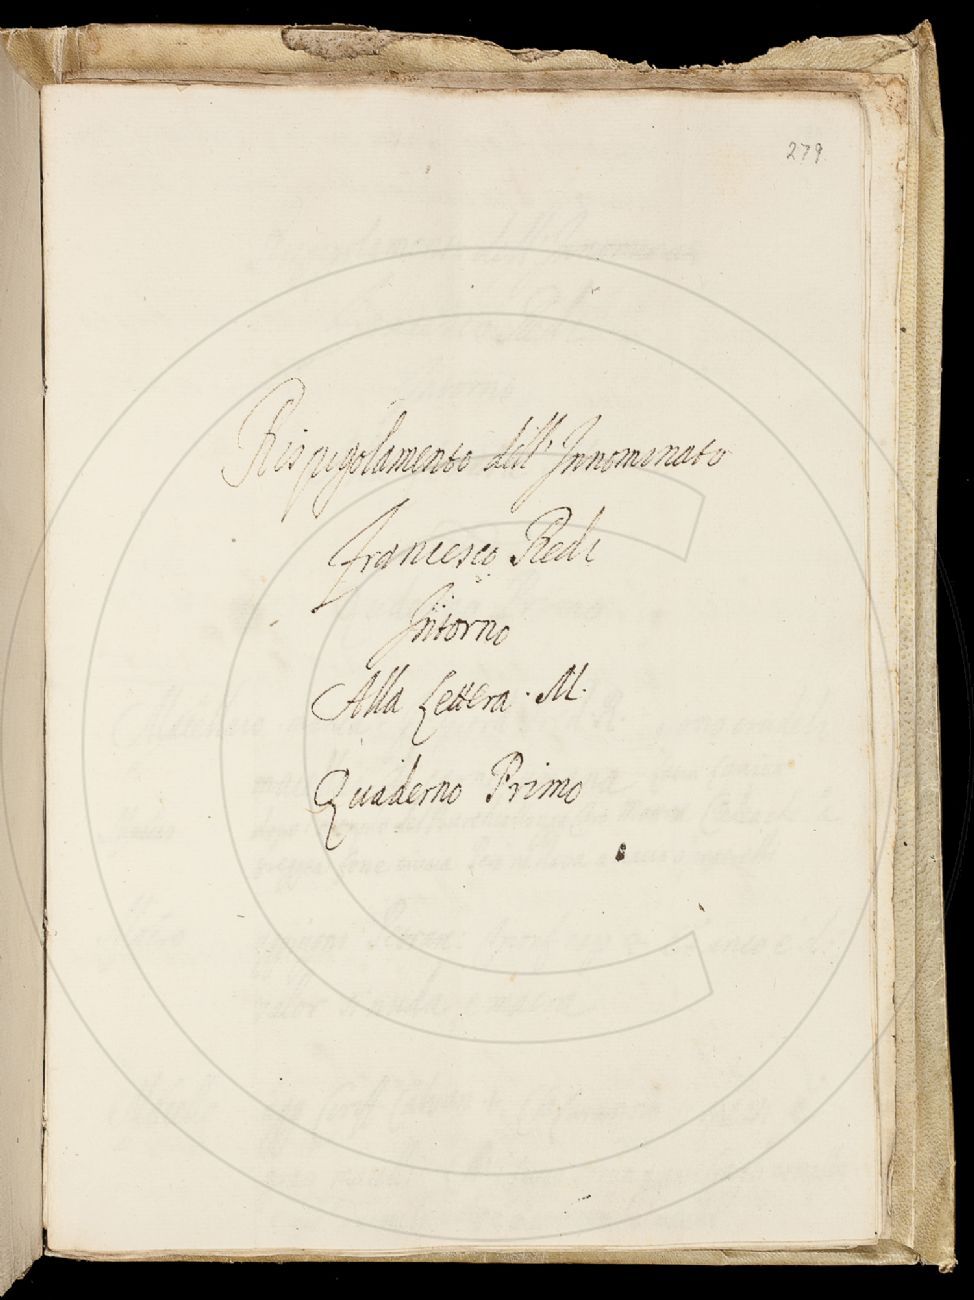 279
Rispigolamento dell'Innominato
Francesco Redi
Intorno
Alla Lettera. M.
Quaderno Primo